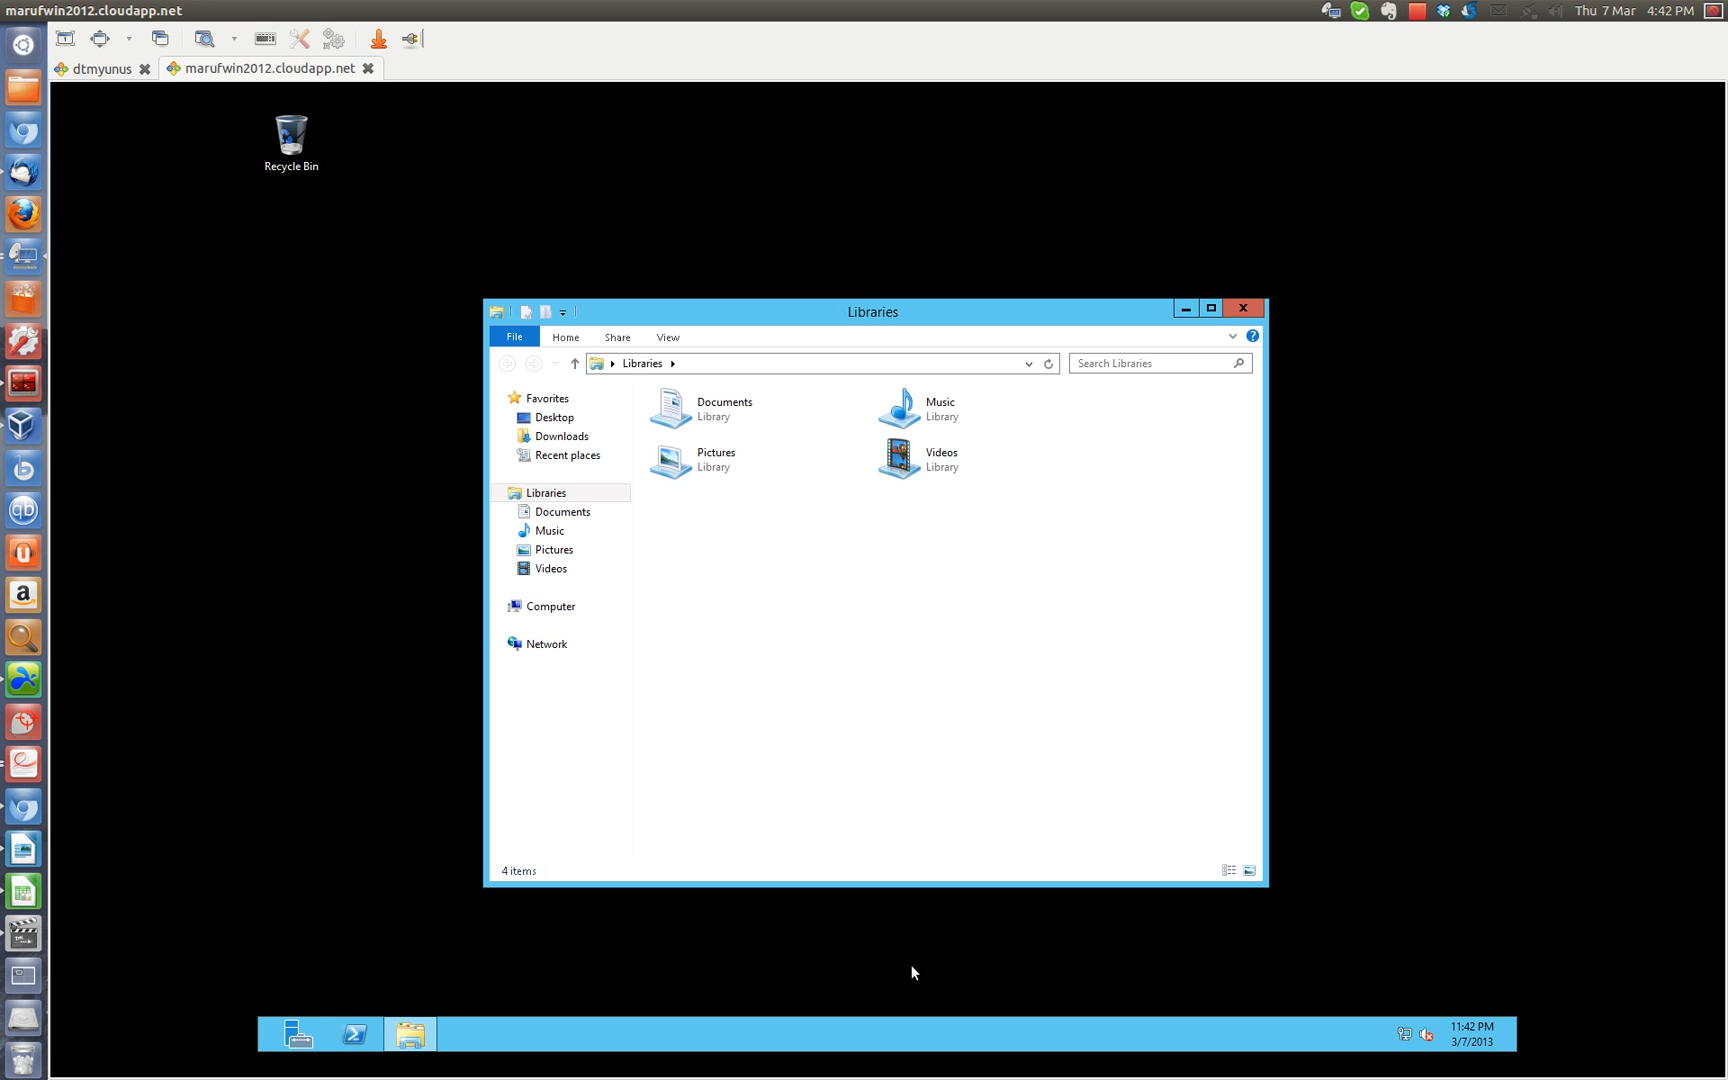 marufwin2012.cloudapp.net
Thu 7 Mar 4:42 PM
dtmyunus
marufwin2012.cloudapp.net
Recycle Bin
Libraries
File Home Share View
Libraries
Search Libraries
Favorites
Desktop
Downloads
Recent places
Libraries
Documents
Music
Pictures
Videos
Computer
Network
Documents
Library
Music
Library
Pictures
Library
Videos
Library
4 items
11:42 PM
3/7/2013